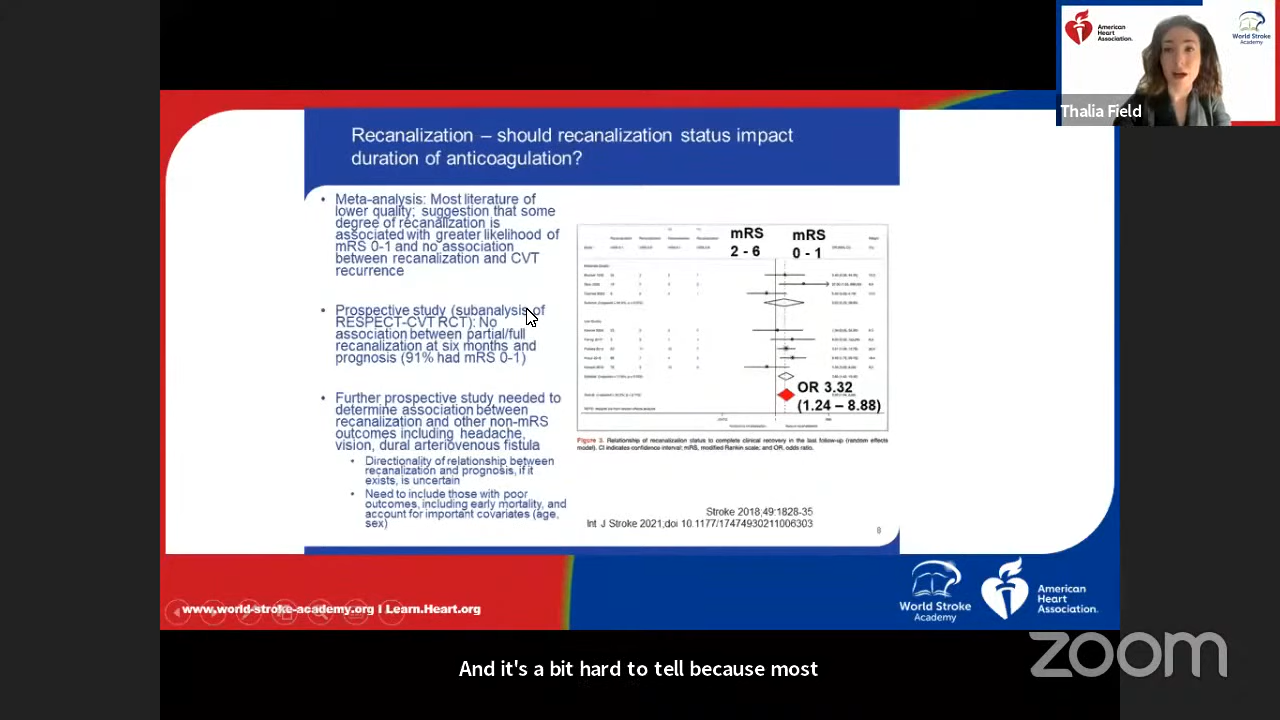 American
Heart
Association.
World Stroke
Academy
Thalia Field
Recanalization – should recanalization status impact
duration of anticoagulation?
• Meta-analysis: Most literature of
lower quality; suggestion that some
degree of recanalization is
associated with greater likelihood of
mRS 0-1 and no association
between recanalization and CVT
recurrence
• Prospective study (subanalysis of
RESPECT-CVT RCT): No
association between partial/full
recanalization at six months and
prognosis (91% had mRS 0-1)
• Further prospective study needed to
determine association between
recanalization and other non-mRS
outcomes including headache,
vision, dural arteriovenous fistula
• Directionality of relationship between
recanalization and prognosis, if it
exists, is uncertain
• Need to include those with poor
outcomes, including early mortality, and
account for important covariates (age,
sex)
mRS
2 - 6
mRS
0 - 1
OR 3.32
(1.24 – 8.88)
Figure 3. Relationship of recanalization status to complete clinical recovery in the last follow-up (random effects
model). CI indicates confidence interval; mRS, modified Rankin scale; and OR, odds ratio.
Stroke 2018;49:1828-35
Int J Stroke 2021,doi 10.1177/17474930211006303
8
www.world-stroke-academy.org I Learn.Heart.org
World Stroke
Academy
American
Heart
Association.
And it's a bit hard to tell because most
zoom